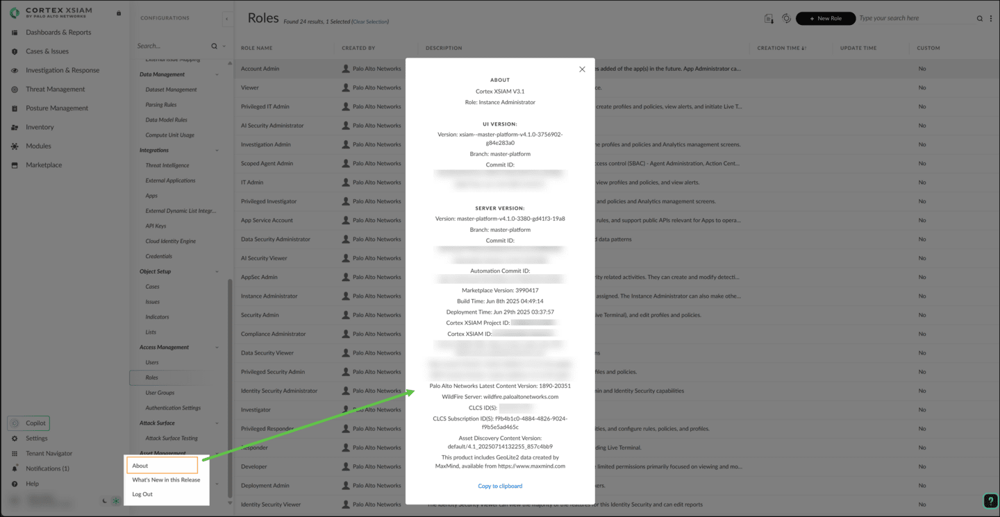 CORTEX XSIAM
BY PALO ALTO NETWORKS
Dashboards & Reports
Cases & Issues
Investigation & Response
Threat Management
Posture Management
Inventory
Modules
Marketplace
Copilot
Settings
Tenant Navigator
Notifications (1)
Help
CONFIGURATIONS
Search...
External Issue Mapping
Data Management
Dataset Management
Parsing Rules
Data Model Rules
Compute Unit Usage
Integrations
Threat Intelligence
External Applications
Apps
External Dynamic List Integr...
API Keys
Cloud Identity Engine
Credentials
Object Setup
Cases
Issues
Indicators
Lists
Access Management
Users
Roles
User Groups
Authentication Settings
Attack Surface
Attack Surface Testing
Asset Management
About
What's New in this Release
Log Out
Roles
Found 24 results, 1 Selected (Clear Selection)
+ New Role
Type your search here
ROLE NAME CREATED BY DESCRIPTION CREATION TIME UPDATE TIME CUSTOM
Account Admin Palo Alto Networks es added of the app(s) in the future. App Administrator ca... No
Viewer Palo Alto Networks ce. No
Privileged IT Admin Palo Alto Networks create profiles and policies, view alerts, and initiate Live T... No
AI Security Administrator Palo Alto Networks No
Investigation Admin Palo Alto Networks e profiles and policies and Analytics management screens. No
Scoped Agent Admin Palo Alto Networks ccess control (SBAC) - Agent Administration, Action Cent... No
IT Admin Palo Alto Networks view profiles and policies, and view alerts. No
Privileged Investigator Palo Alto Networks and policies and Analytics management screens. No
App Service Account Palo Alto Networks rules, and support public APIs relevant for Apps to opera... No
Data Security Administrator Palo Alto Networks d data patterns No
AI Security Viewer Palo Alto Networks No
AppSec Admin Palo Alto Networks ity related activities. They can create and modify detecti... No
Instance Administrator Palo Alto Networks assigned. The Instance Administrator can also make othe... No
Security Admin Palo Alto Networks ive Terminal), and edit profiles and policies. No
Compliance Administrator Palo Alto Networks No
Data Security Viewer Palo Alto Networks ns No
Privileged Security Admin Palo Alto Networks files and policies. No
Identity Security Administrator Palo Alto Networks min and Identity Security capabilities No
Investigator Palo Alto Networks No
Privileged Responder Palo Alto Networks ities, and configure rules, policies, and profiles. No
Responder Palo Alto Networks ding Live Terminal. No
Developer Palo Alto Networks e limited permissions primarily focused on viewing and mo... No
Deployment Admin Palo Alto Networks kers. No
Identity Security Viewer Palo Alto Networks The Identity Security Viewer can view the majority of the features for this Identity Security and can edit reports No
ABOUT
Cortex XSIAM V3.1
Role: Instance Administrator
UI VERSION:
Version: xsiam--master-platform-v4.1.0-3756902-
g84e283a0
Branch: master-platform
Commit ID:
SERVER VERSION:
Version: master-platform-v4.1.0-3380-gd41f3-19a8
Branch: master-platform
Commit ID:
Automation Commit ID:
Marketplace Version: 3990417
Build Time: Jun 8th 2025 04:49:14
Deployment Time: Jun 29th 2025 03:37:57
Cortex XSIAM Project ID:
Cortex XSIAM ID:
Palo Alto Networks Latest Content Version: 1890-20351
WildFire Server: wildfire.paloaltonetworks.com
CLCS ID(S):
CLCS Subscription ID(S): f9b4b1c0-4884-4826-9024-
f9b5e5ad465c
Asset Discovery Content Version:
default/4.1_20250714132255_857c4bb9
This product includes GeoLite2 data created by
MaxMind, available from https://www.maxmind.com
Copy to clipboard